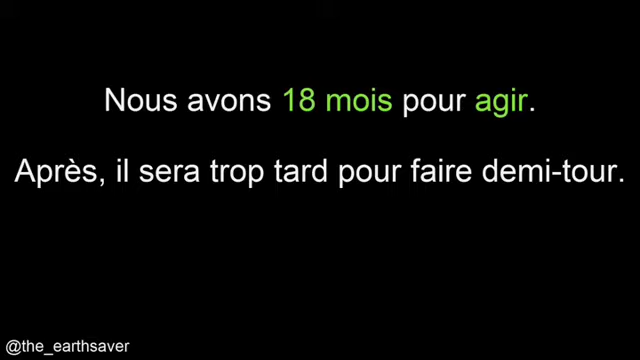 Nous avons 18 mois pour agir.
Après, il sera trop tard pour faire demi-tour.
@the_earthsaver